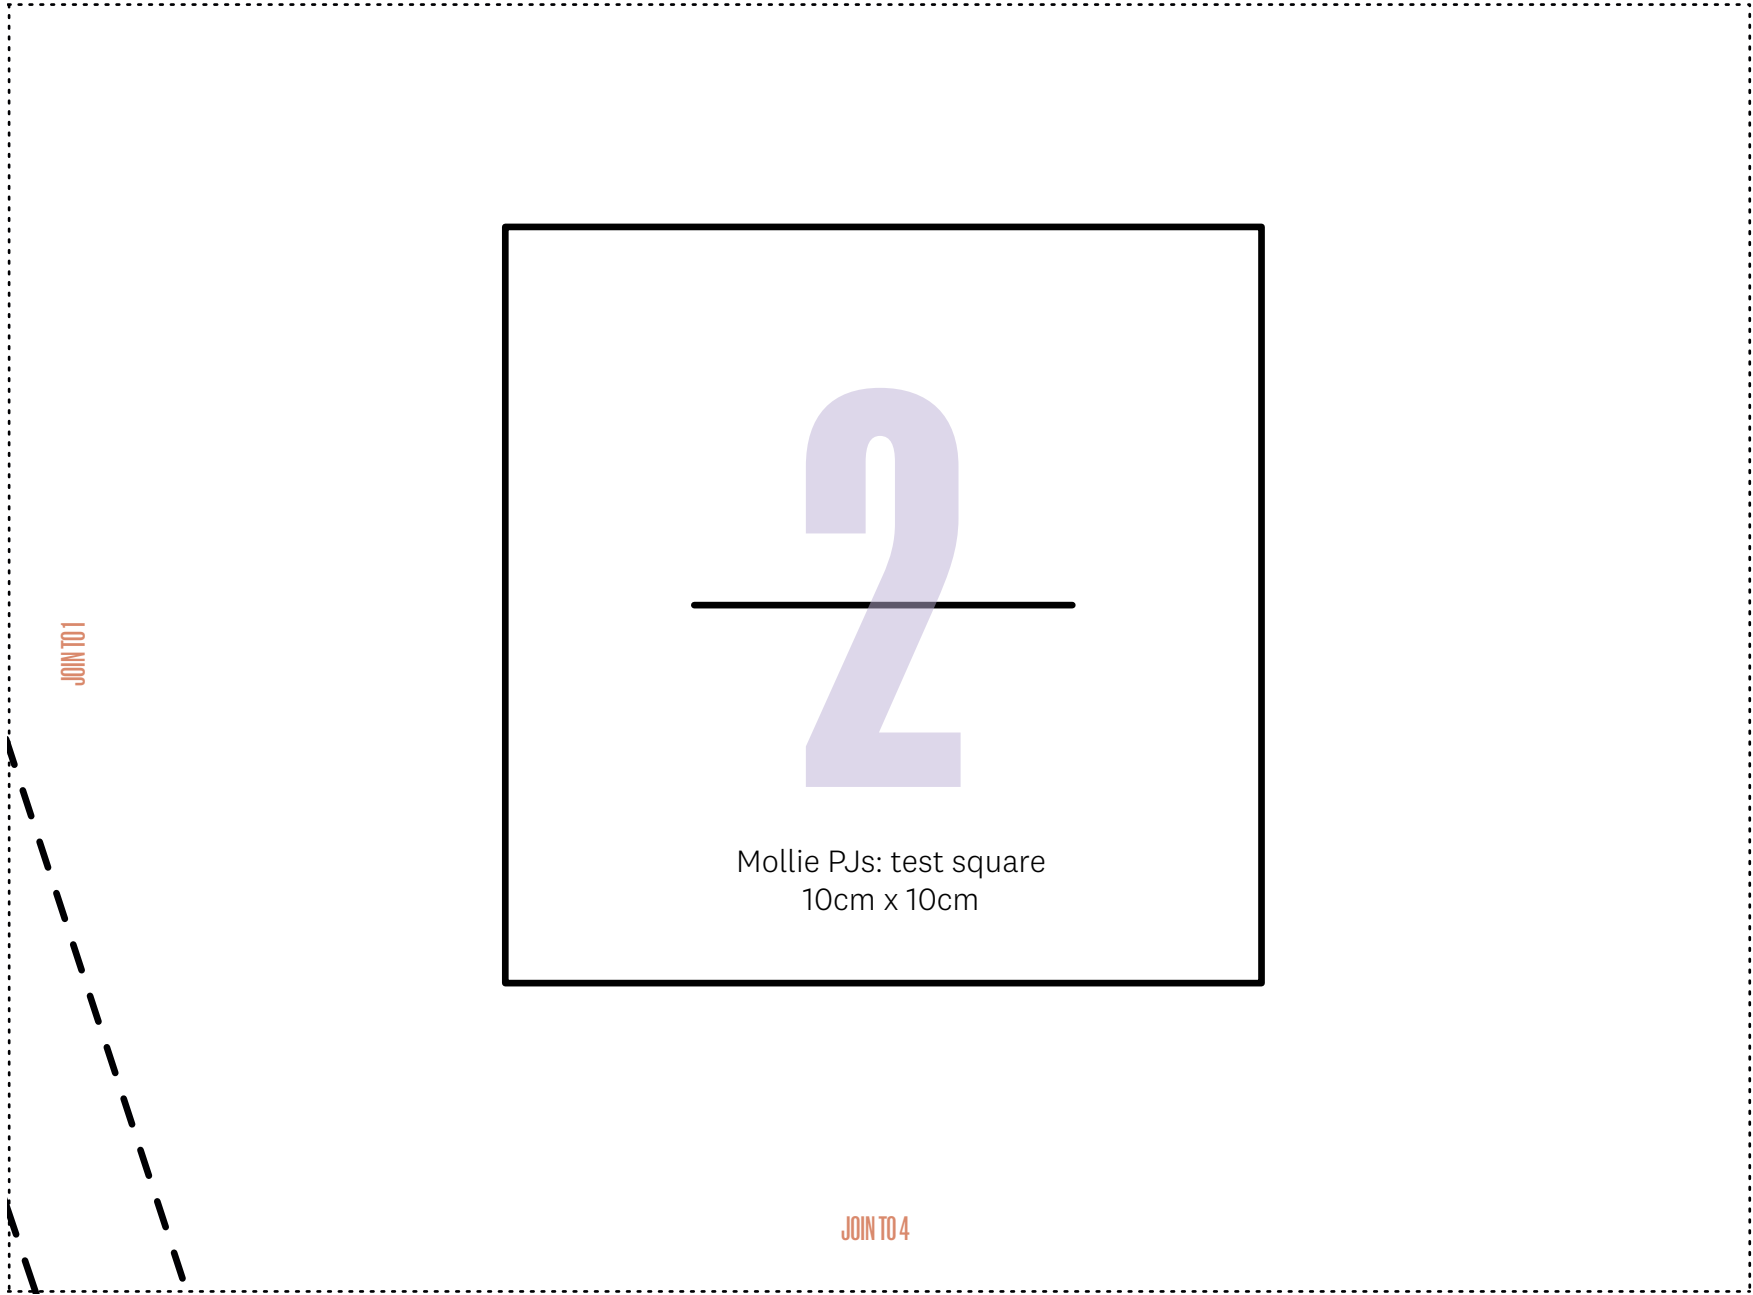 2
JOIN TO 1
Mollie PJs: test square
10cm x 10cm
JOIN TO 4